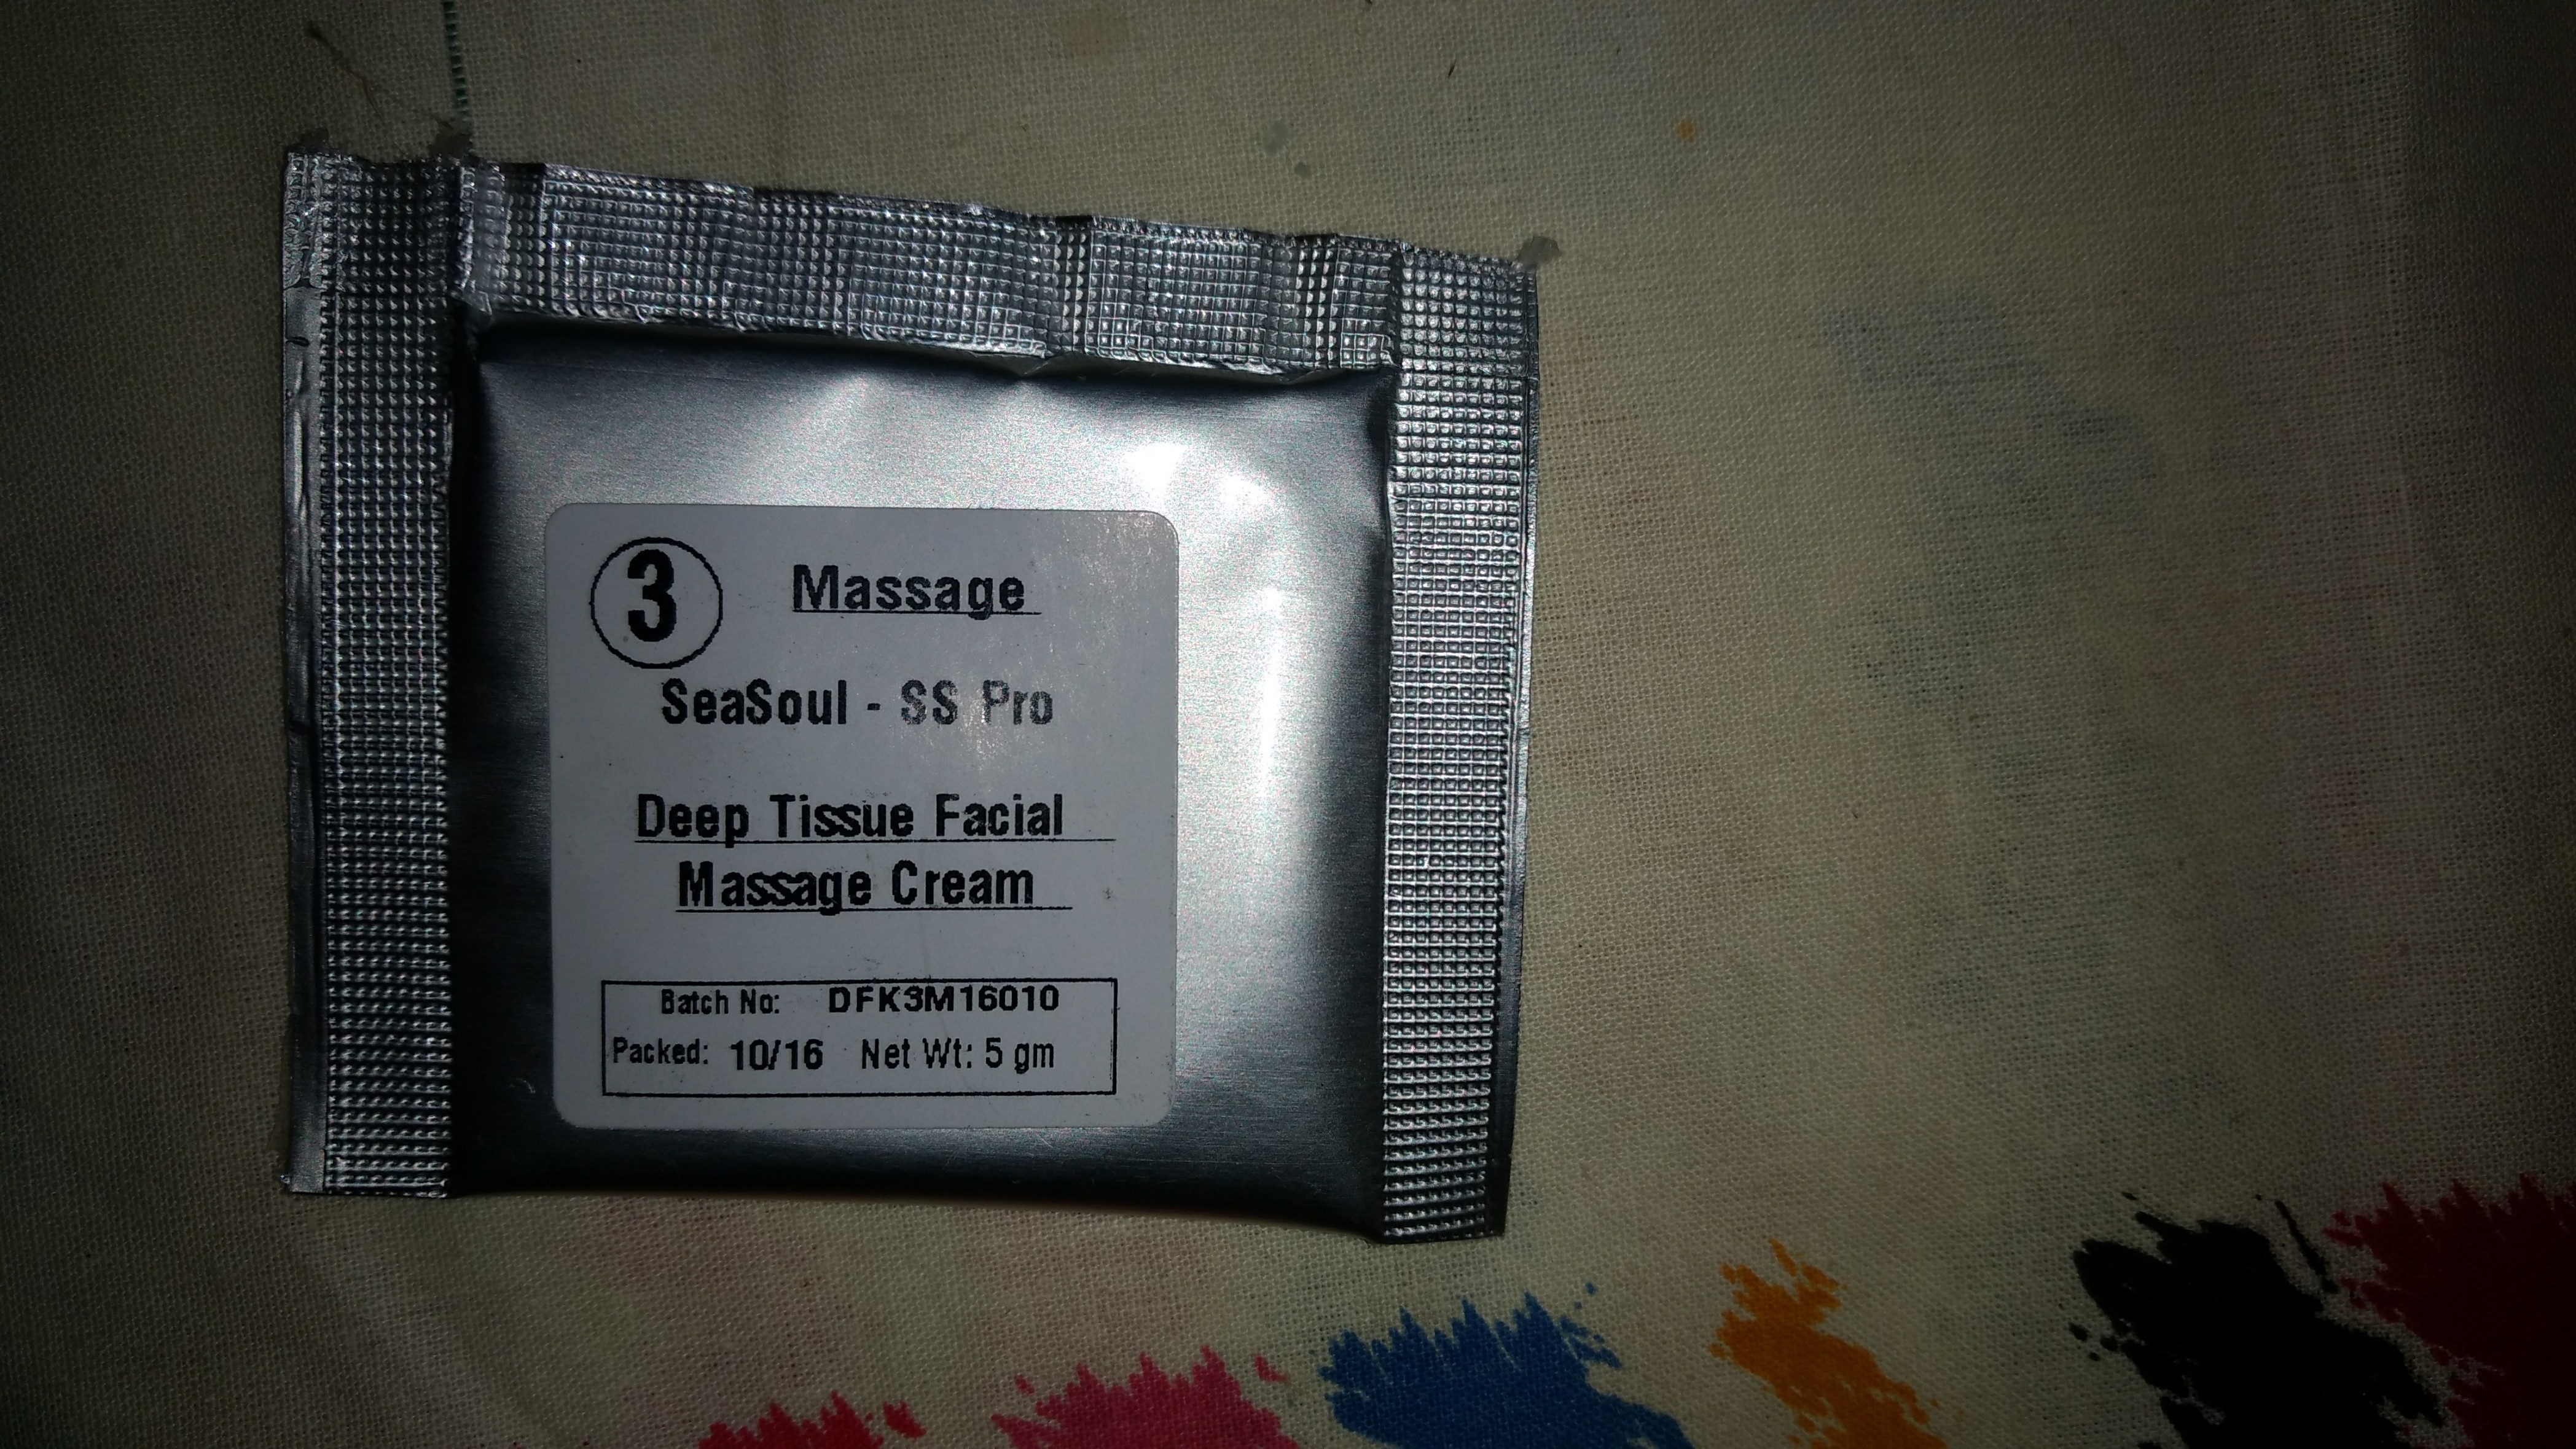 3 Massage
SeaSoul - SS Pro
Deep Tissue Facial
Massage Cream
Batch No: DFK3M16010
Packed: 10/16 Net Wt: 5 gm